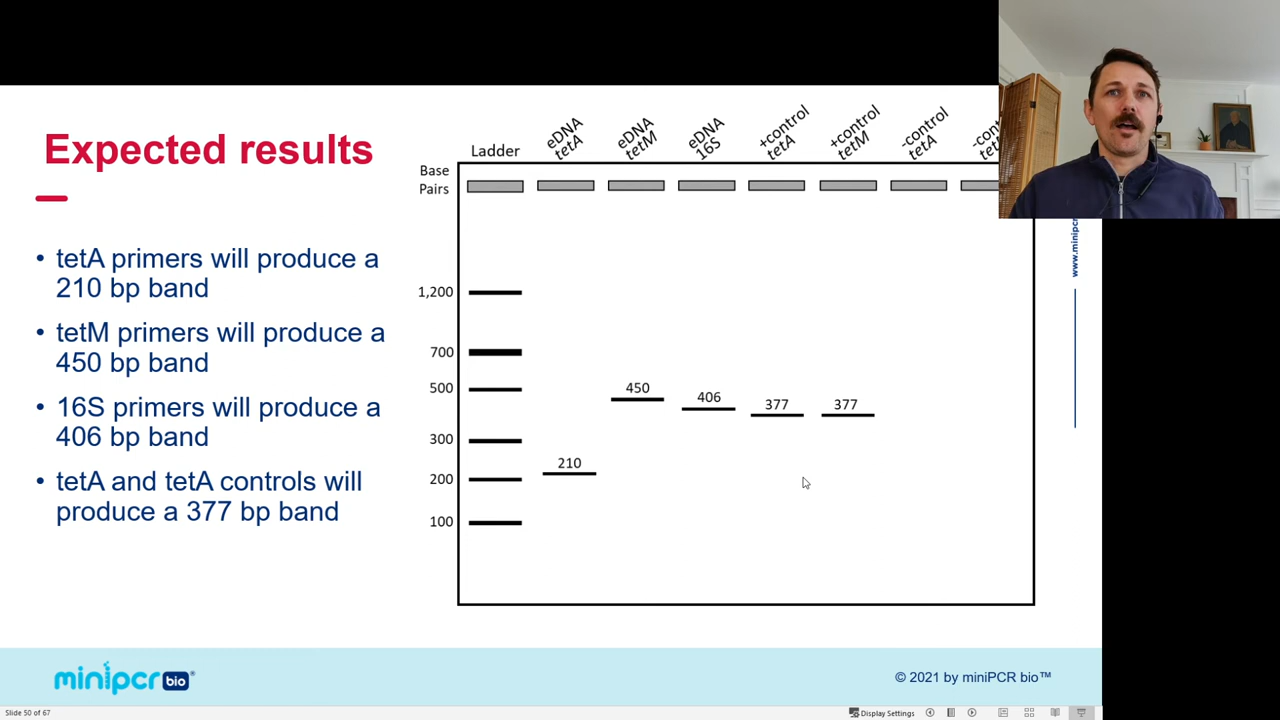 Expected results
• tetA primers will produce a
210 bp band
• tetM primers will produce a
450 bp band
• 16S primers will produce a
406 bp band
• tetA and tetA controls will
produce a 377 bp band
Ladder
eDNA
tetA
eDNA
tetM
eDNA
16S
+control
tetA
+control
tetM
-control
tetA
Base
Pairs
1,200
700
500
300
200
100
210
450
406
377
377
www.minipcr
minipcr bio
© 2021 by miniPCR bio™
Slide 50 of 67
Display Settings